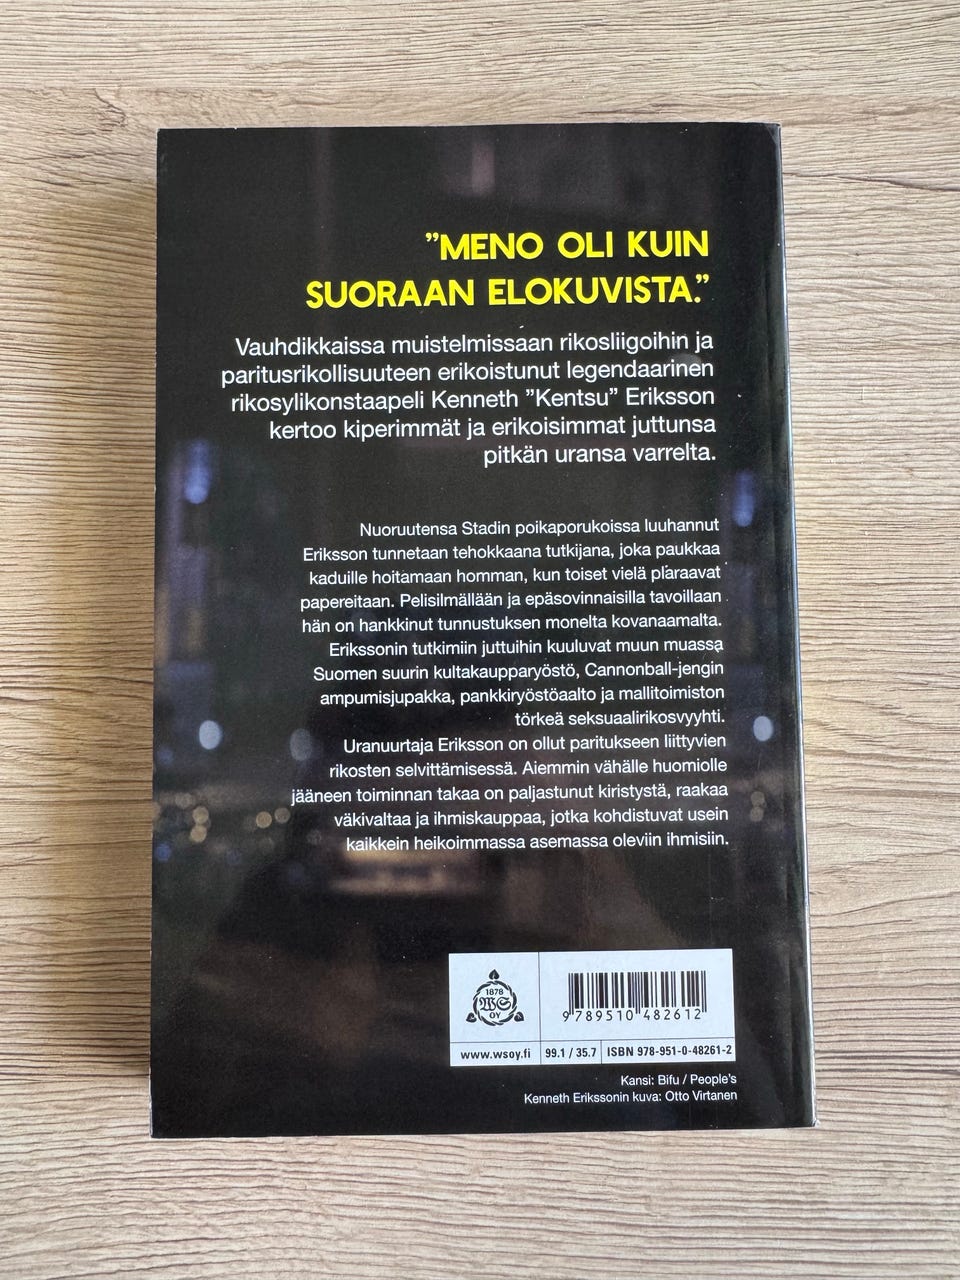 ”MENO OLI KUIN
SUORAAN ELOKUVISTA.”
Vauhdikkaissa muistelmissaan rikosliigoihin ja
paritusrikollisuuteen erikoistunut legendaarinen
rikosylikonstaapeli Kenneth ”Kentsu” Eriksson
kertoo kiperimmät ja erikoisimmat juttunsa
pitkän uransa varrelta.
Nuoruutensa Stadin poikaporukoissa luuhannut
Eriksson tunnetaan tehokkaana tutkijana, joka paukkaa
kaduille hoitamaan homman, kun toiset vielä pläraavat
papereitaan. Pelisilmällään ja epäsovinnaisilla tavoillaan
hän on hankkinut tunnustuksen monelta kovanaamalta.
Erikssonin tutkimiin juttuihin kuuluvat muun muassa
Suomen suurin kultakaupparyöstö, Cannonball-jengin
ampumisjupakka, pankkiryöstöaalto ja mallitoimiston
törkeä seksuaalirikosvyyhti.
Uranuurtaja Eriksson on ollut paritukseen liittyvien
rikosten selvittämisessä. Aiemmin vähälle huomiolle
jääneen toiminnan takaa on paljastunut kiristystä, raakaa
väkivaltaa ja ihmiskauppaa, jotka kohdistuvat usein
kaikkein heikoimmassa asemassa oleviin ihmisiin.
1878
WS
OY
9 789510 482612
www.wsoy.fi
99.1 / 35.7
ISBN 978-951-0-48261-2
Kansi: Bifu / People's
Kenneth Erikssonin kuva: Otto Virtanen